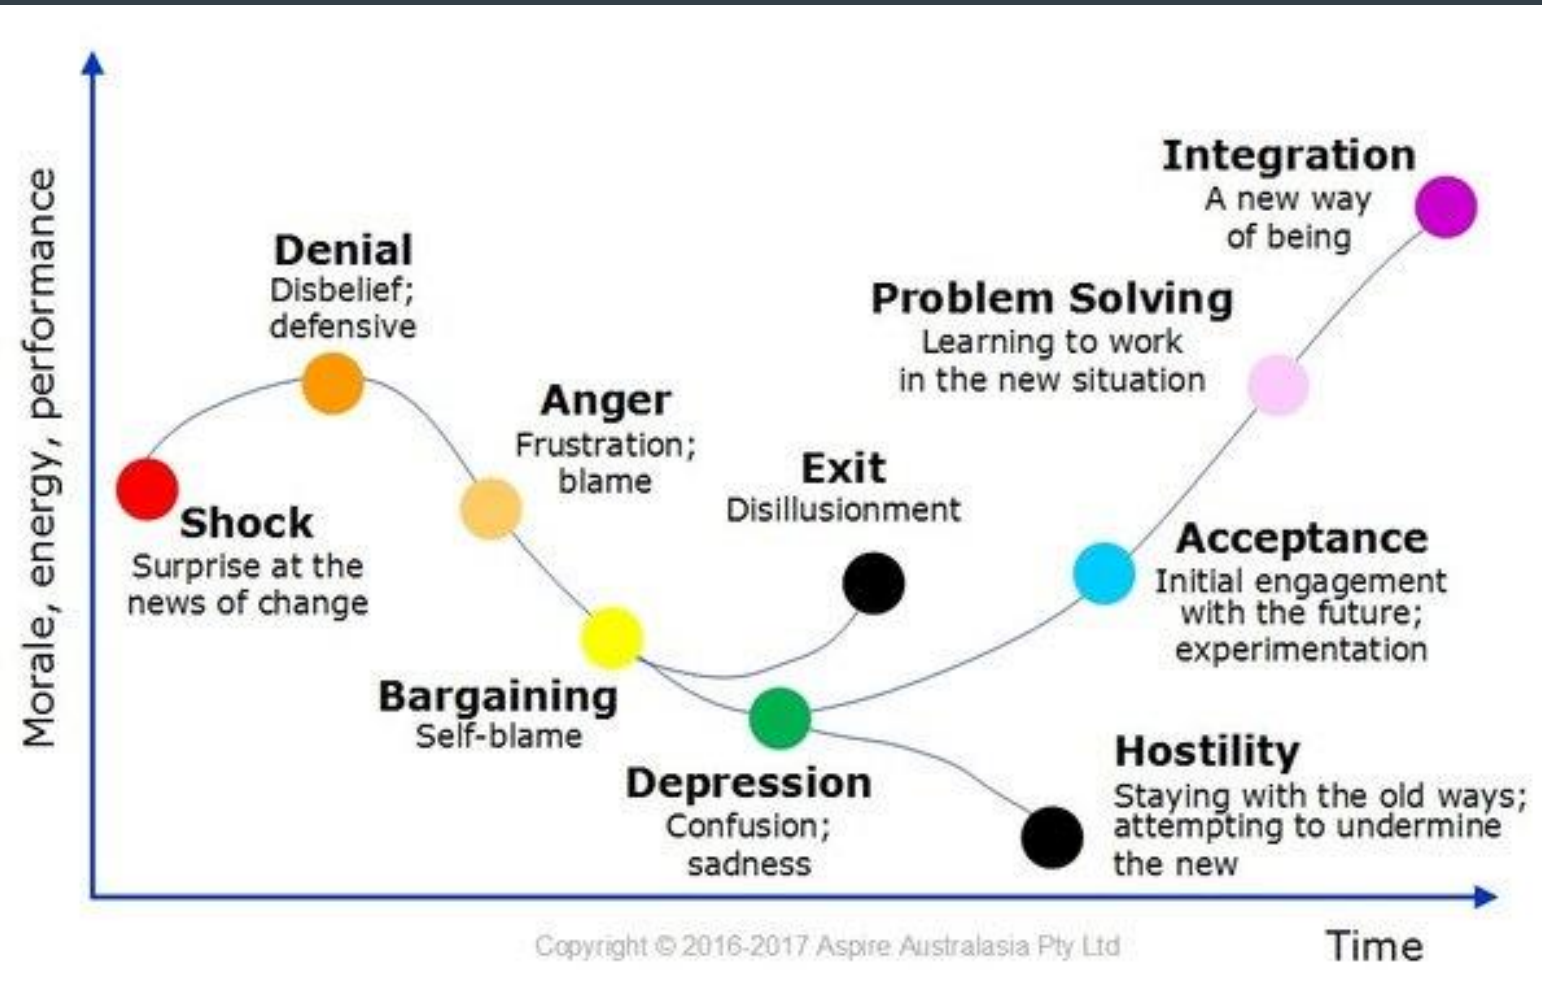 Morale, energy, performance
Shock
Surprise at the
news of change
Denial
Disbelief;
defensive
Anger
Frustration;
blame
Bargaining
Self-blame
Exit
Disillusionment
Depression
Confusion;
sadness
Hostility
Staying with the old ways;
attempting to undermine
the new
Acceptance
Initial engagement
with the future;
experimentation
Problem Solving
Learning to work
in the new situation
Integration
A new way
of being
Time
Copyright © 2016-2017 Aspire Australasia Pty Ltd